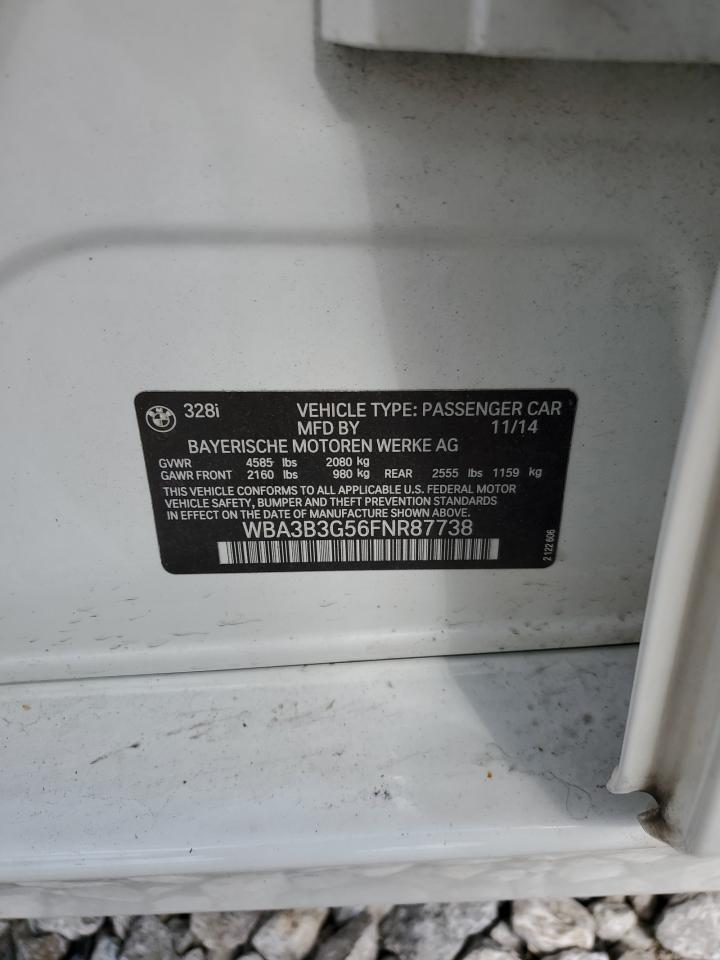 328i VEHICLE TYPE: PASSENGER CAR
MFD BY 11/14
BAYERISCHE MOTOREN WERKE AG
GVWR 4585 lbs 2080 kg
GAWR FRONT 2160 lbs 980 kg REAR 2555 lbs 1159 kg
THIS VEHICLE CONFORMS TO ALL APPLICABLE U.S. FEDERAL MOTOR
VEHICLE SAFETY, BUMPER AND THEFT PREVENTION STANDARDS
IN EFFECT ON THE DATE OF MANUFACTURE SHOWN ABOVE.
WBA3B3G56FNR87738
2 122 606